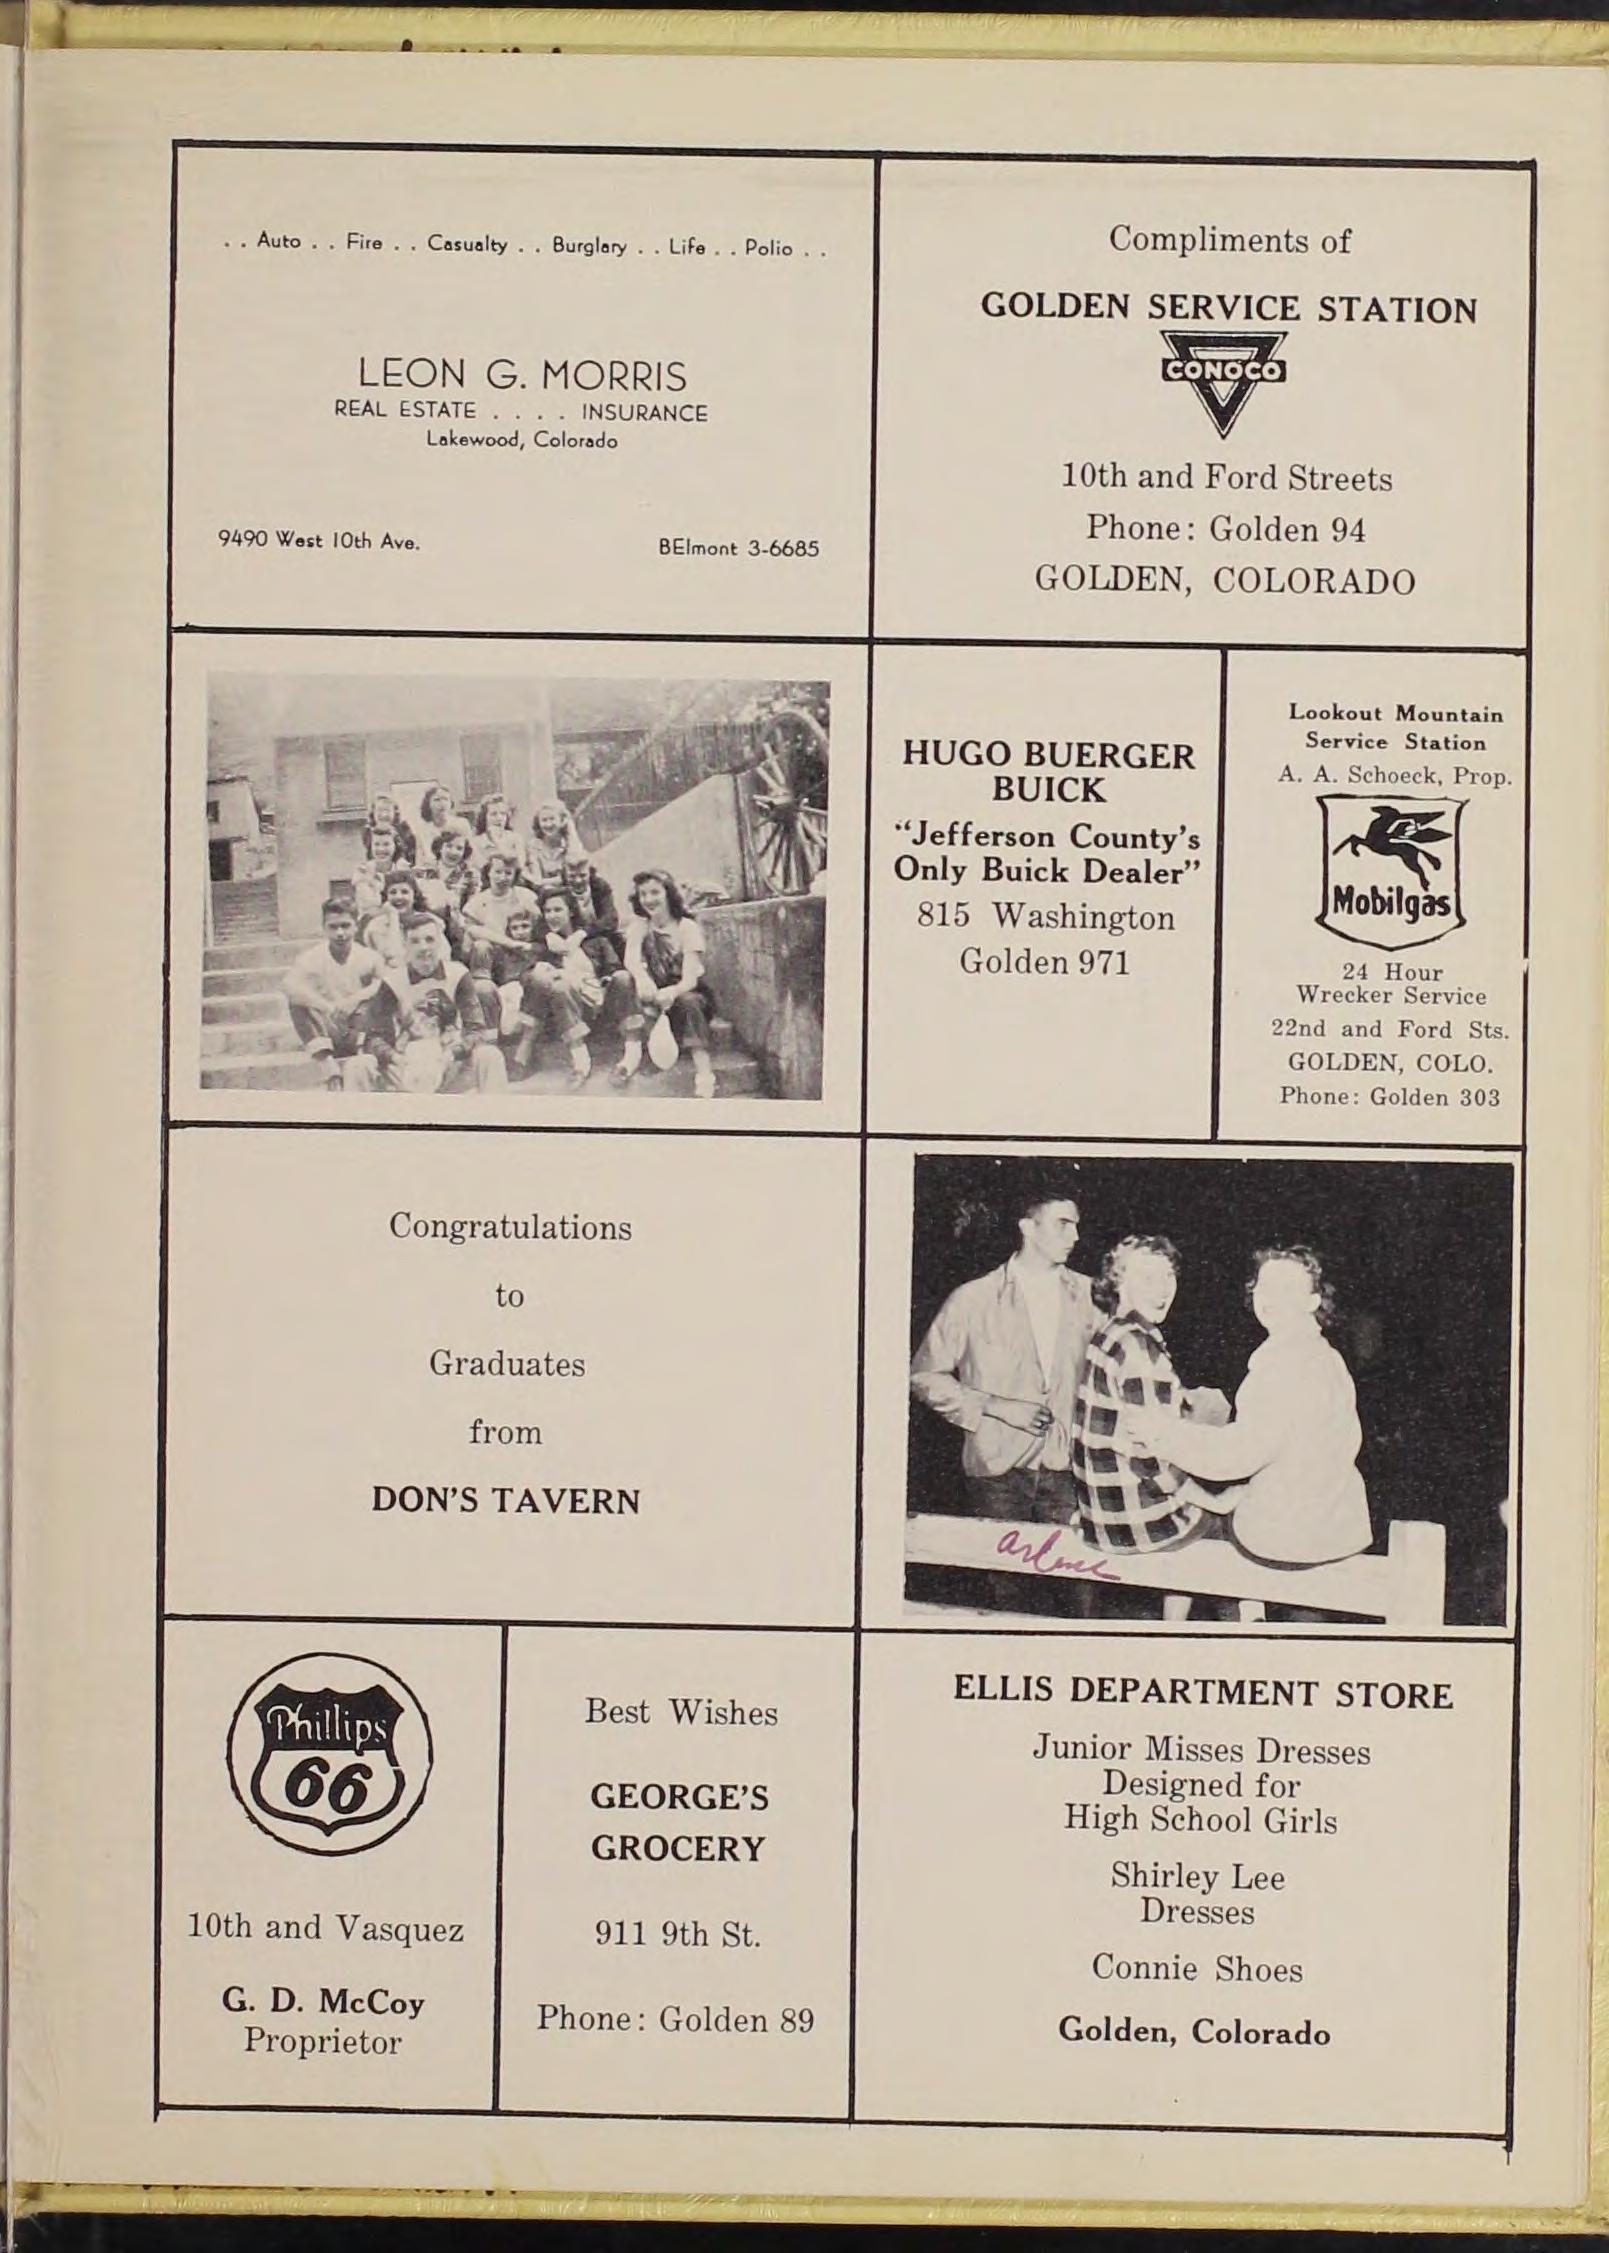 . . Auto . . Fire . . Casualty . . Burglary . . Life . . Polio . .
LEON G. MORRIS
REAL ESTATE . . . . INSURANCE
Lakewood, Colorado
9490 West 10th Ave.
BElmont 3-6685
Compliments of
GOLDEN SERVICE STATION
CONOCO
10th and Ford Streets
Phone: Golden 94
GOLDEN, COLORADO
HUGO BUERGER
BUICK
"Jefferson County's
Only Buick Dealer"
815 Washington
Golden 971
Lookout Mountain
Service Station
A. A. Schoeck, Prop.
Mobilgas
24 Hour
Wrecker Service
22nd and Ford Sts.
GOLDEN, COLO.
Phone: Golden 303
Congratulations
to
Graduates
from
DON'S TAVERN
arlene
Phillips
66
10th and Vasquez
G. D. McCoy
Proprietor
Best Wishes
GEORGE'S
GROCERY
911 9th St.
Phone: Golden 89
ELLIS DEPARTMENT STORE
Junior Misses Dresses
Designed for
High School Girls
Shirley Lee
Dresses
Connie Shoes
Golden, Colorado